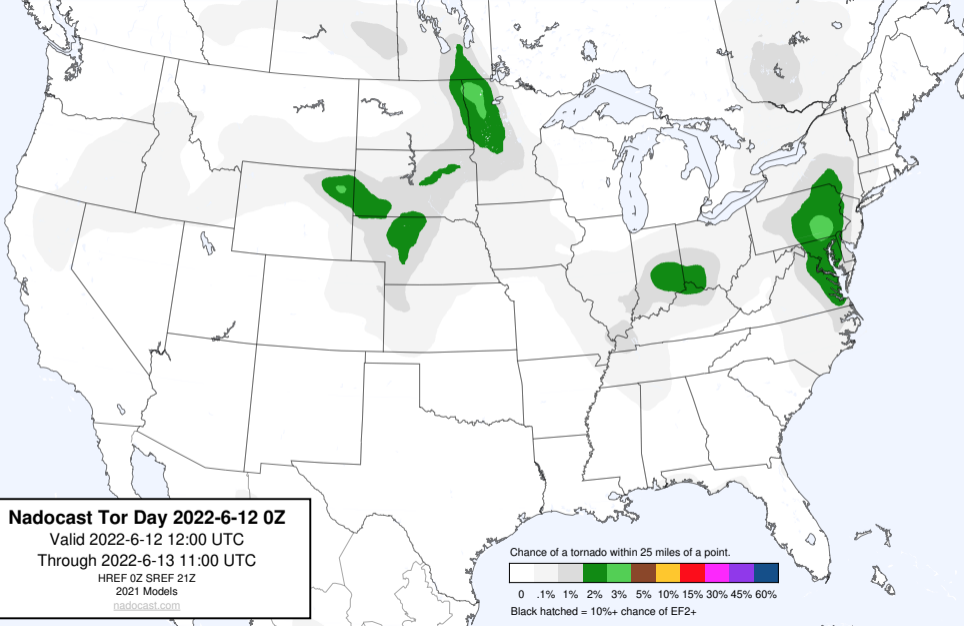 Nadocast Tor Day 2022-6-12 0Z
Valid 2022-6-12 12:00 UTC
Through 2022-6-13 11:00 UTC
HREF 0Z SREF 21Z
2021 Models
nadocast.com
Chance of a tornado within 25 miles of a point.
0 .1% 1% 2% 3% 5% 10% 15% 30% 45% 60%
Black hatched = 10%+ chance of EF2+